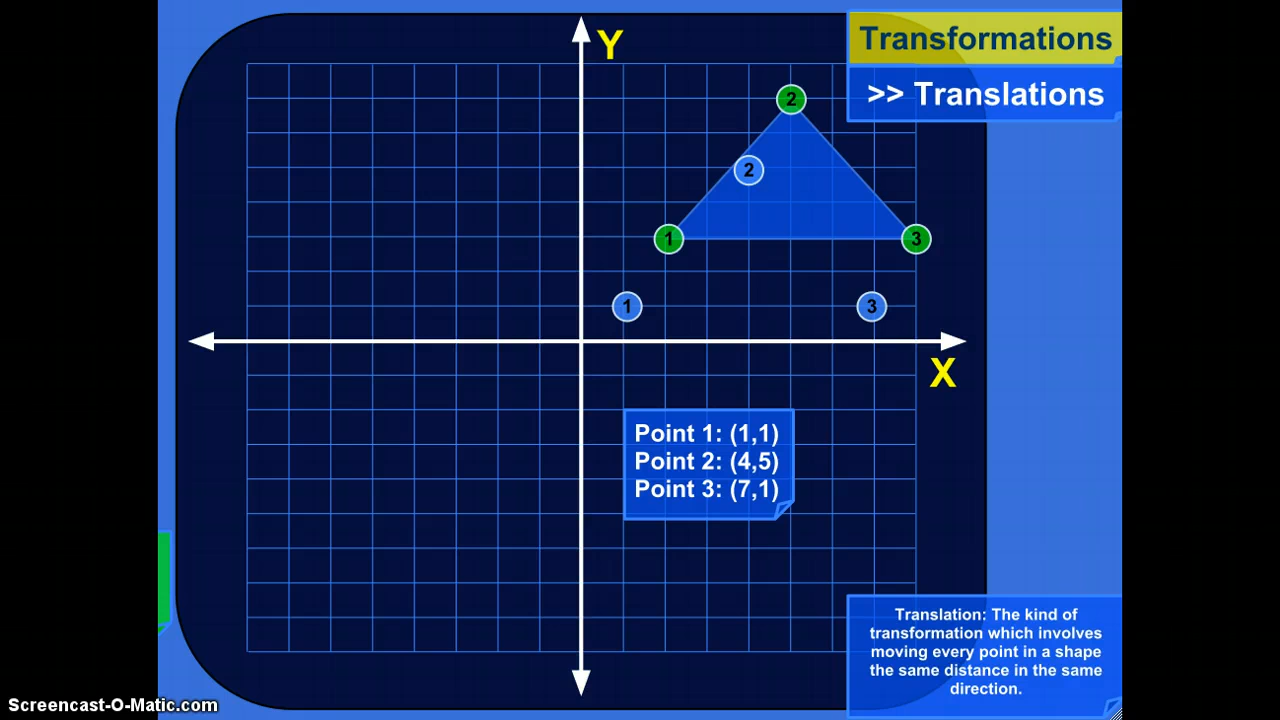 Transformations
>> Translations
Y
2
2
1
3
1
3
X
Point 1: (1,1)
Point 2: (4,5)
Point 3: (7,1)
Translation: The kind of
transformation which involves
moving every point in a shape
the same distance in the same
direction.
Screencast-O-Matic.com